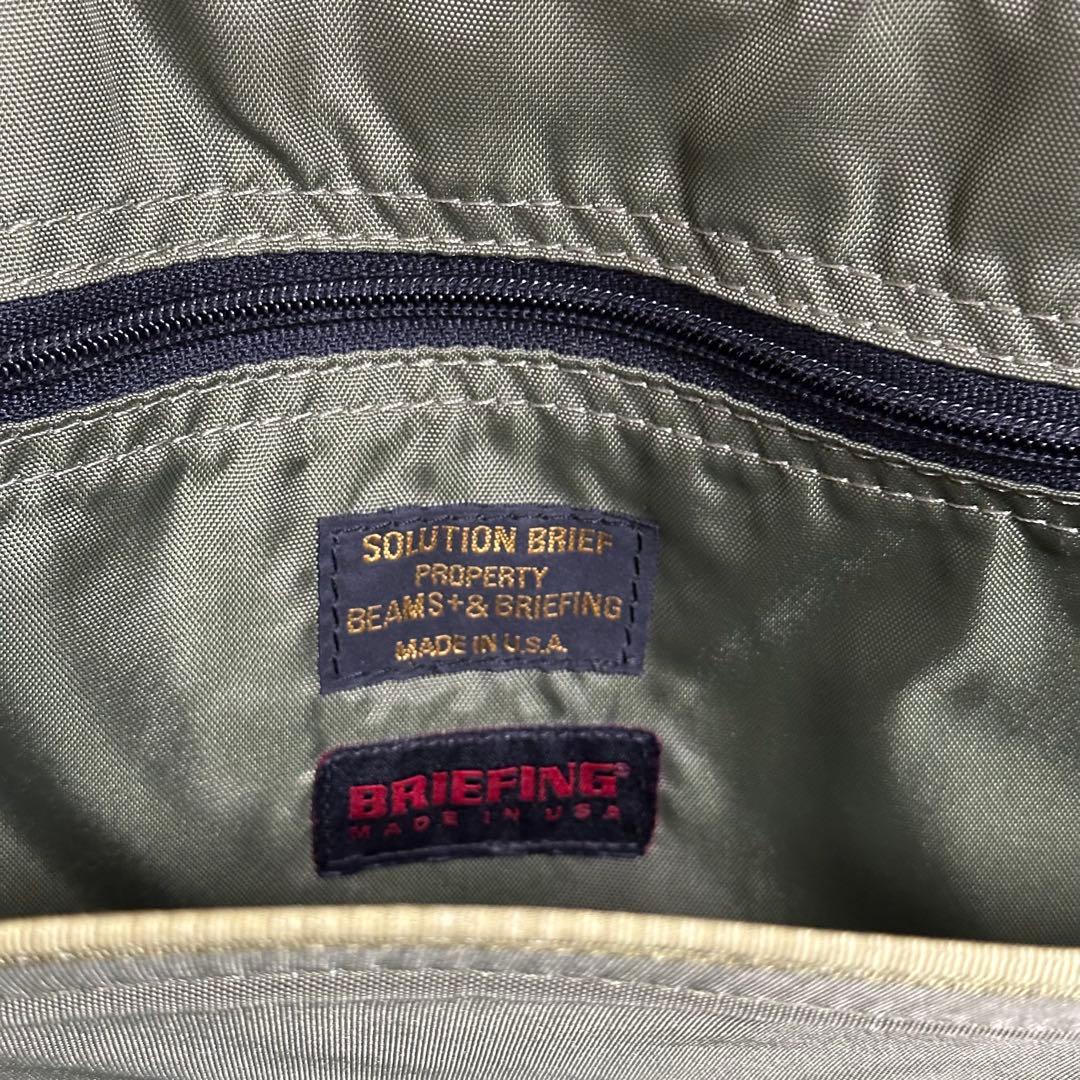 SOLUTION BRIEF
PROPERTY
BEAMS+ & BRIEFING
MADE IN U.S.A.
BRIEFING®
MADE IN USA